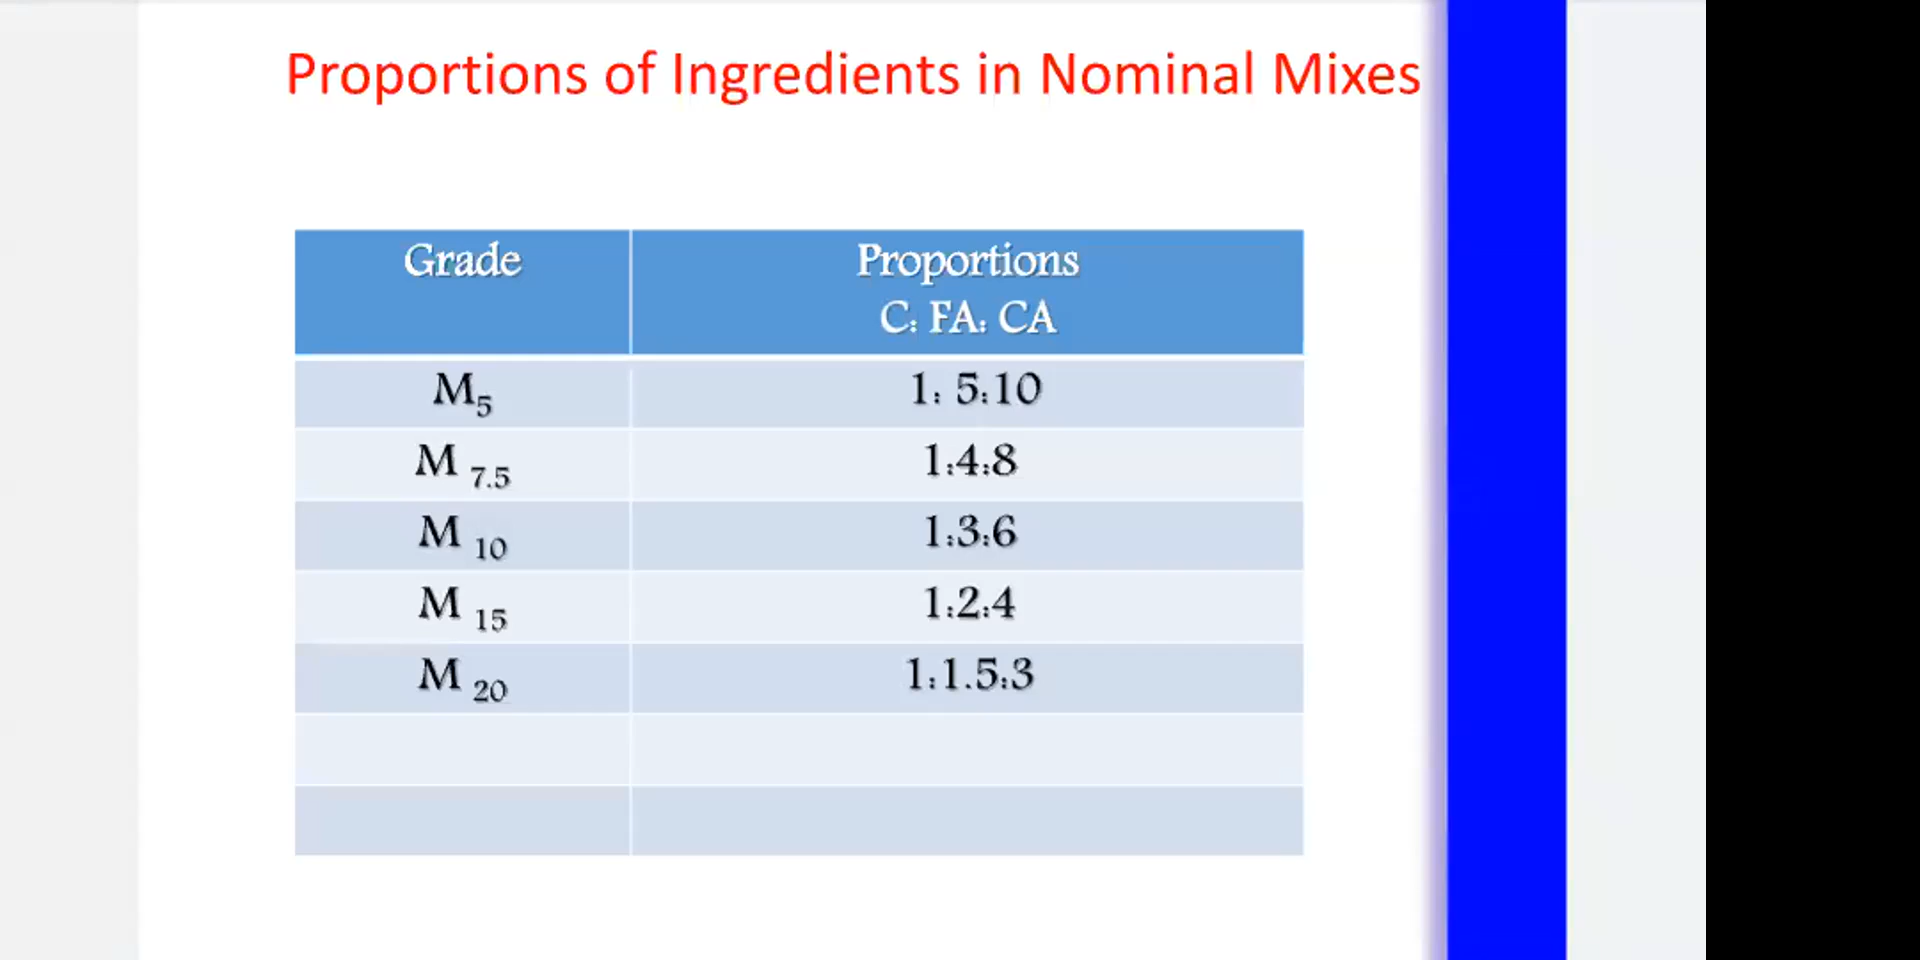 Proportions of Ingredients in Nominal Mixes
Grade
Proportions
C: FA: CA
M5
1: 5:10
M 7.5
1:4:8
M 10
1:3:6
M 15
1:2:4
M 20
1:1.5:3